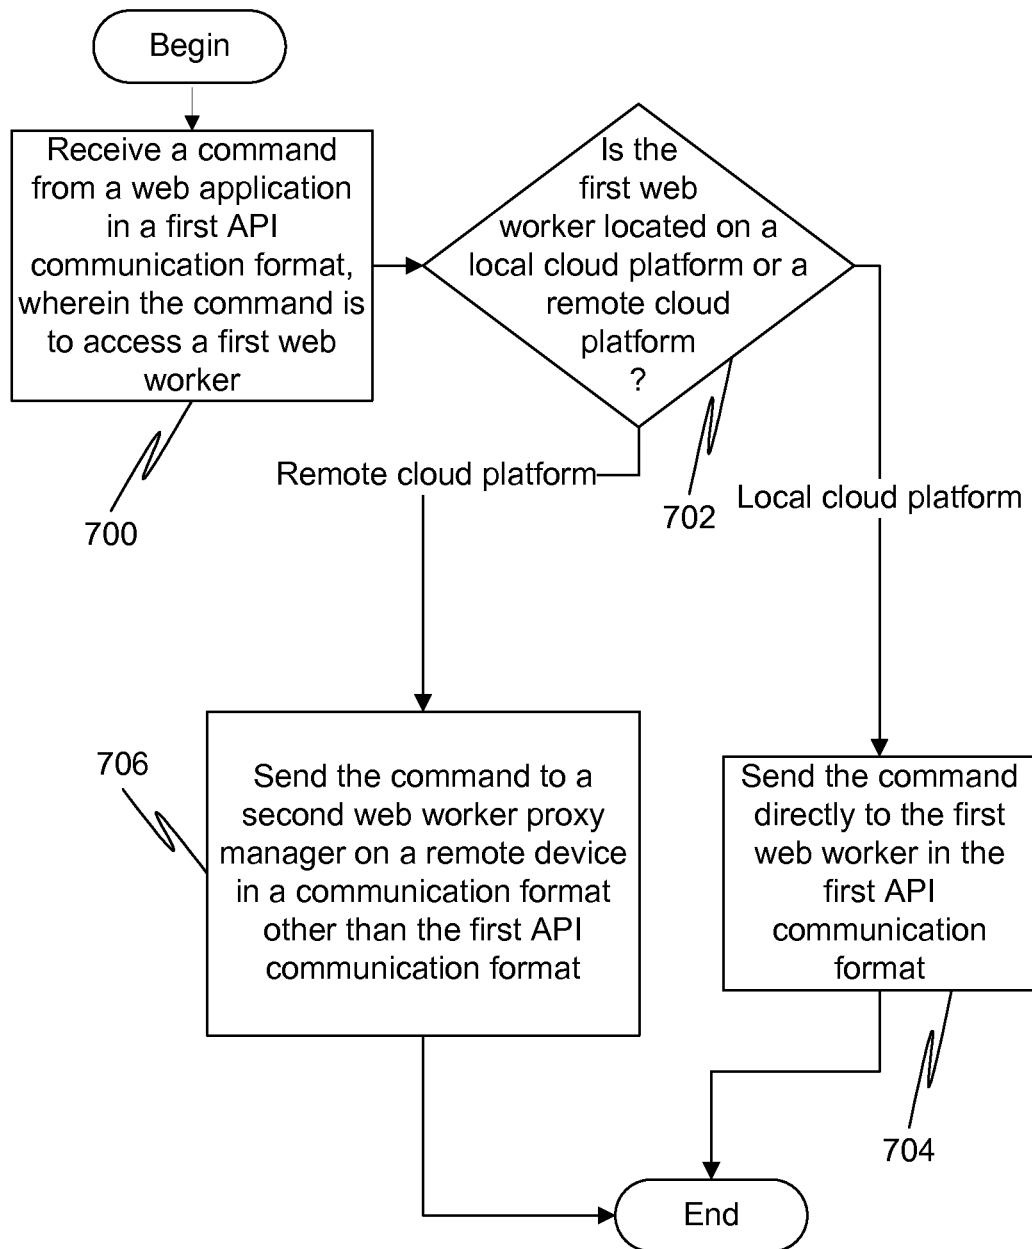 Begin
Receive a command
from a web application
in a first API
communication format,
wherein the command is
to access a first web
worker
700
Is the
first web
worker located on a
local cloud platform or a
remote cloud
platform
?
702
Remote cloud platform
Local cloud platform
706
Send the command to a
second web worker proxy
manager on a remote device
in a communication format
other than the first API
communication format
Send the command
directly to the first
web worker in the
first API
communication
format
704
End